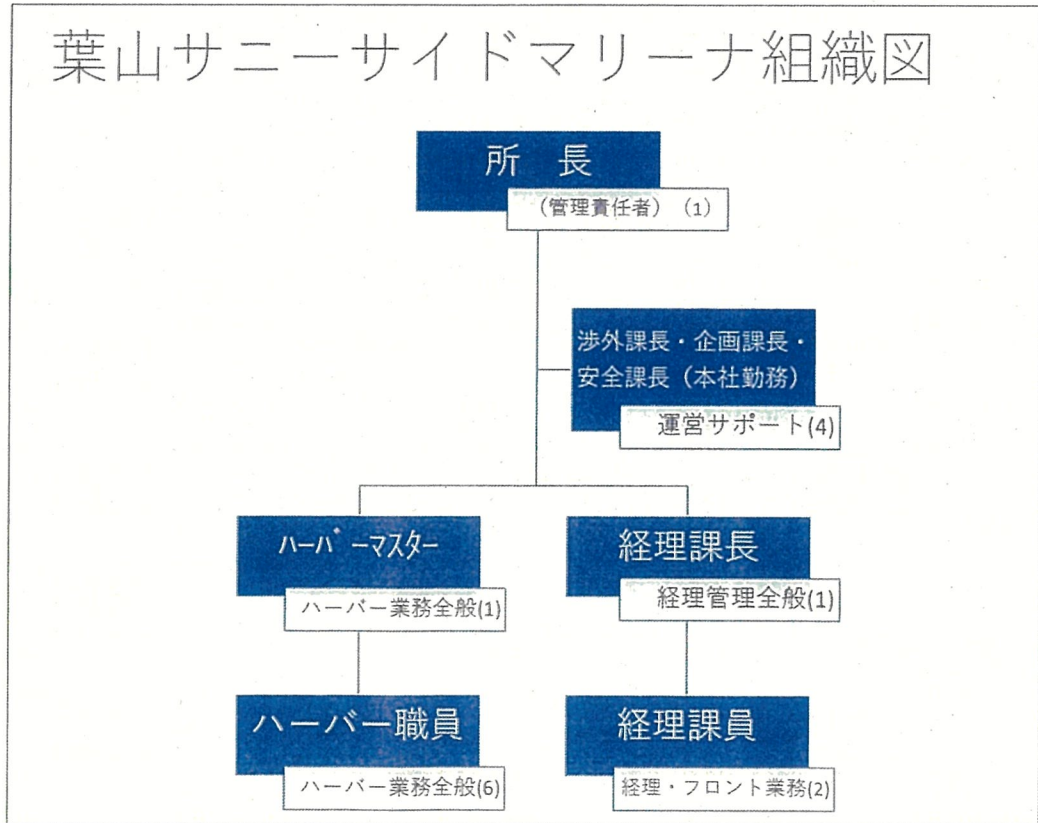 葉山サニーサイドマリーナ組織図
所 長
(管理責任者) (1)
渉外課長・企画課長・
安全課長(本社勤務)
運営サポート(4)
ﾊｰﾊﾞｰﾏｽﾀｰ
ハーバー業務全般(1)
経理課長
経理管理全般(1)
ハーバー職員
ハーバー業務全般(6)
経理課員
経理・フロント業務(2)